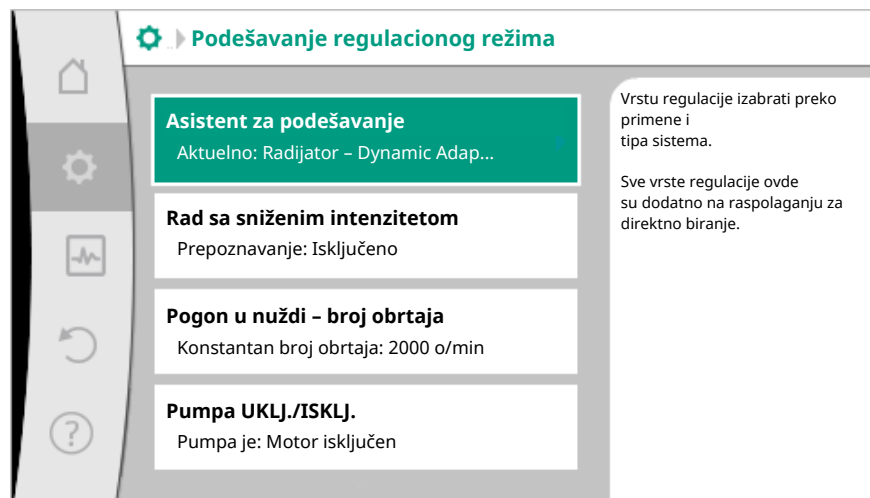 Podešavanje regulacionog režima
Asistent za podešavanje
Aktuelno: Radijator – Dynamic Adap...
Rad sa sniženim intenzitetom
Prepoznavanje: Isključeno
Pogon u nuždi – broj obrtaja
Konstantan broj obrtaja: 2000 o/min
Pumpa UKLJ./ISKLJ.
Pumpa je: Motor isključen
Vrstu regulacije izabrati preko
primene i
tipa sistema.
Sve vrste regulacije ovde
su dodatno na raspolaganju za
direktno biranje.